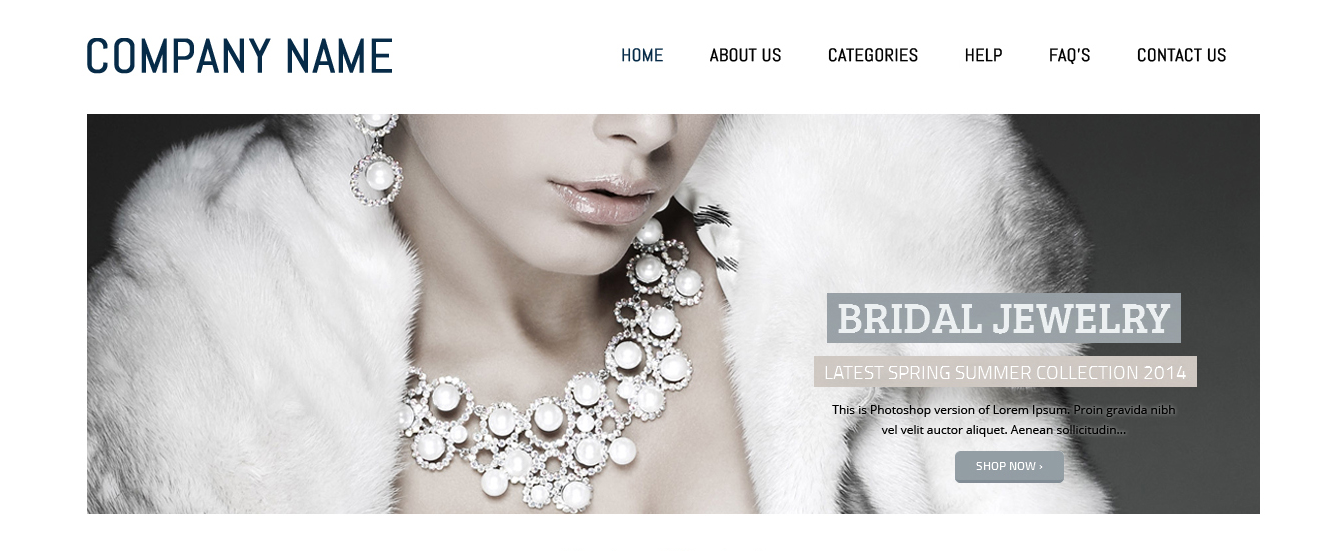 COMPANY NAME
HOME ABOUT US CATEGORIES HELP FAQ'S CONTACT US
BRIDAL JEWELRY
LATEST SPRING SUMMER COLLECTION 2014
This is Photoshop version of Lorem Ipsum. Proin gravida nibh
vel velit auctor aliquet. Aenean sollicitudin...
SHOP NOW ›